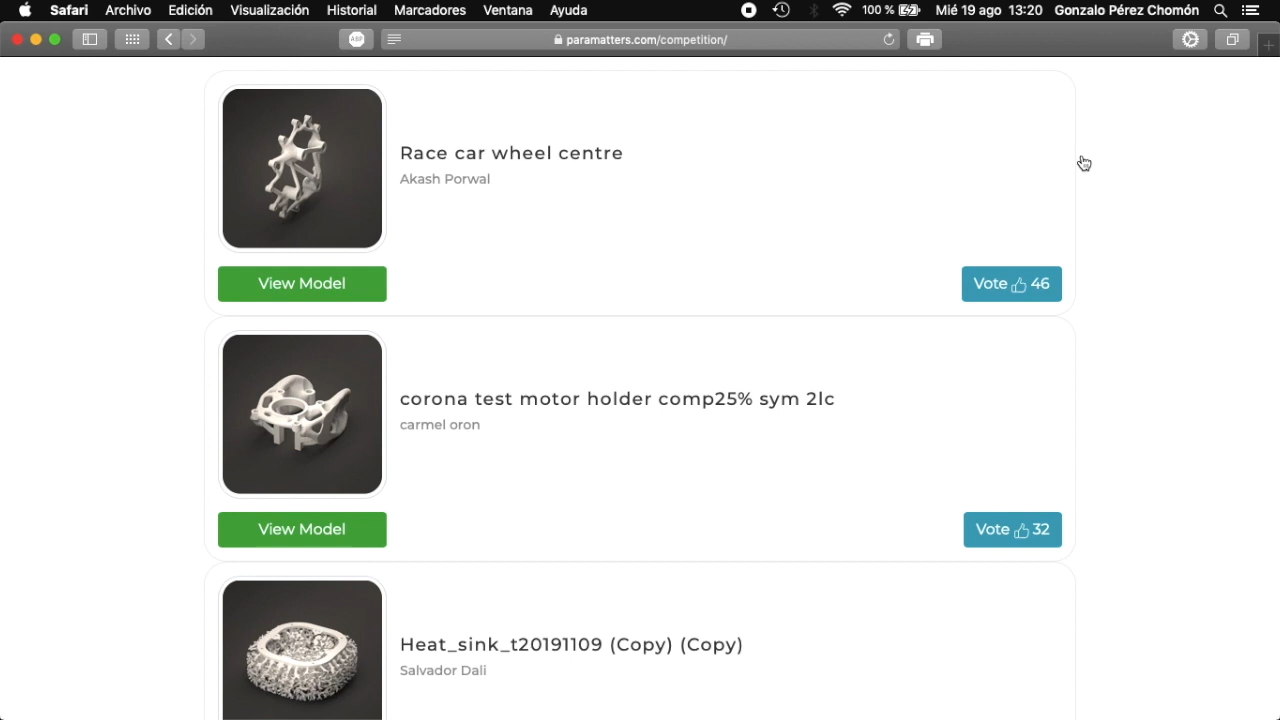 Safari Archivo Edición Visualización Historial Marcadores Ventana Ayuda 100 % Mié 19 ago 13:20 Gonzalo Pérez Chomón
ABP paramatters.com/competition/
Race car wheel centre
Akash Porwal
View Model Vote 46
corona test motor holder comp25% sym 2lc
carmel oron
View Model Vote 32
Heat_sink_t20191109 (Copy) (Copy)
Salvador Dali